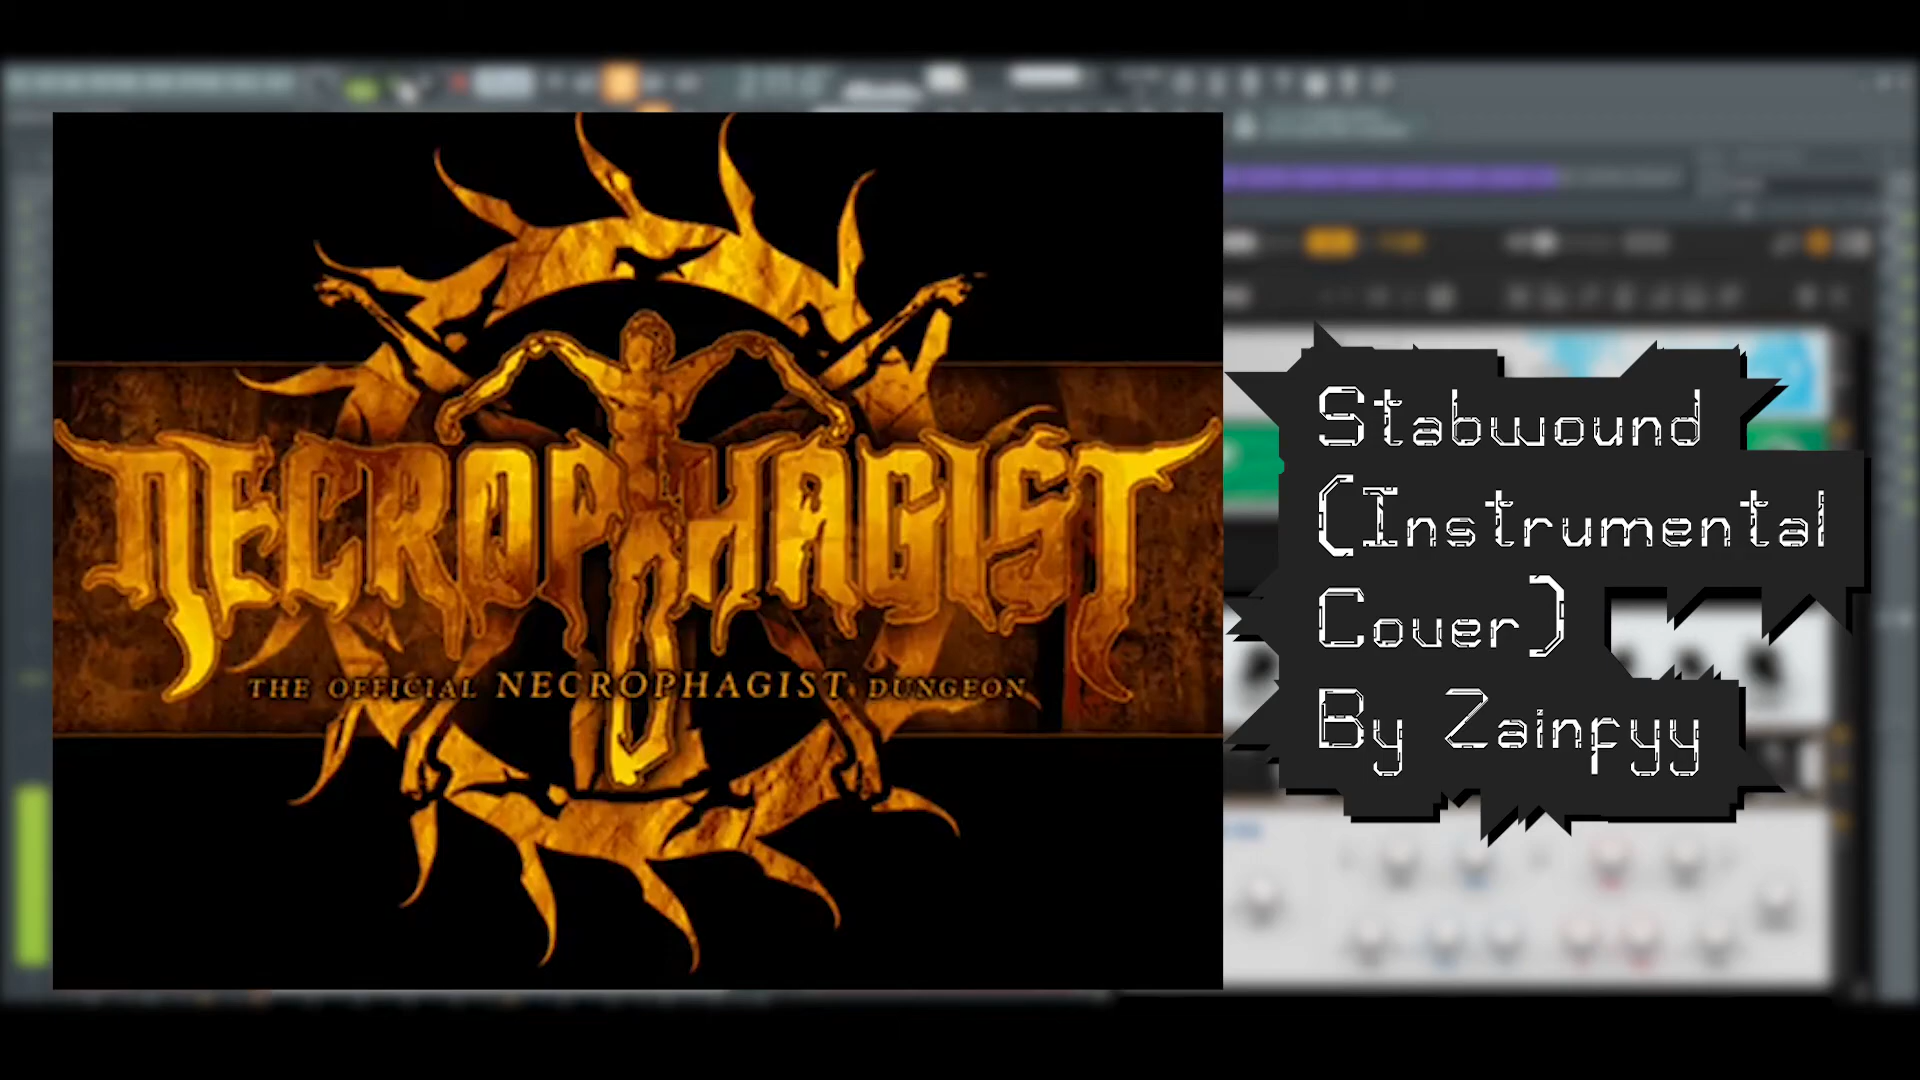 NECROPHAGIST
THE OFFICIAL NECROPHAGIST DUNGEON
Stabwound
(Instrumental
Cover)
By Zainfyy